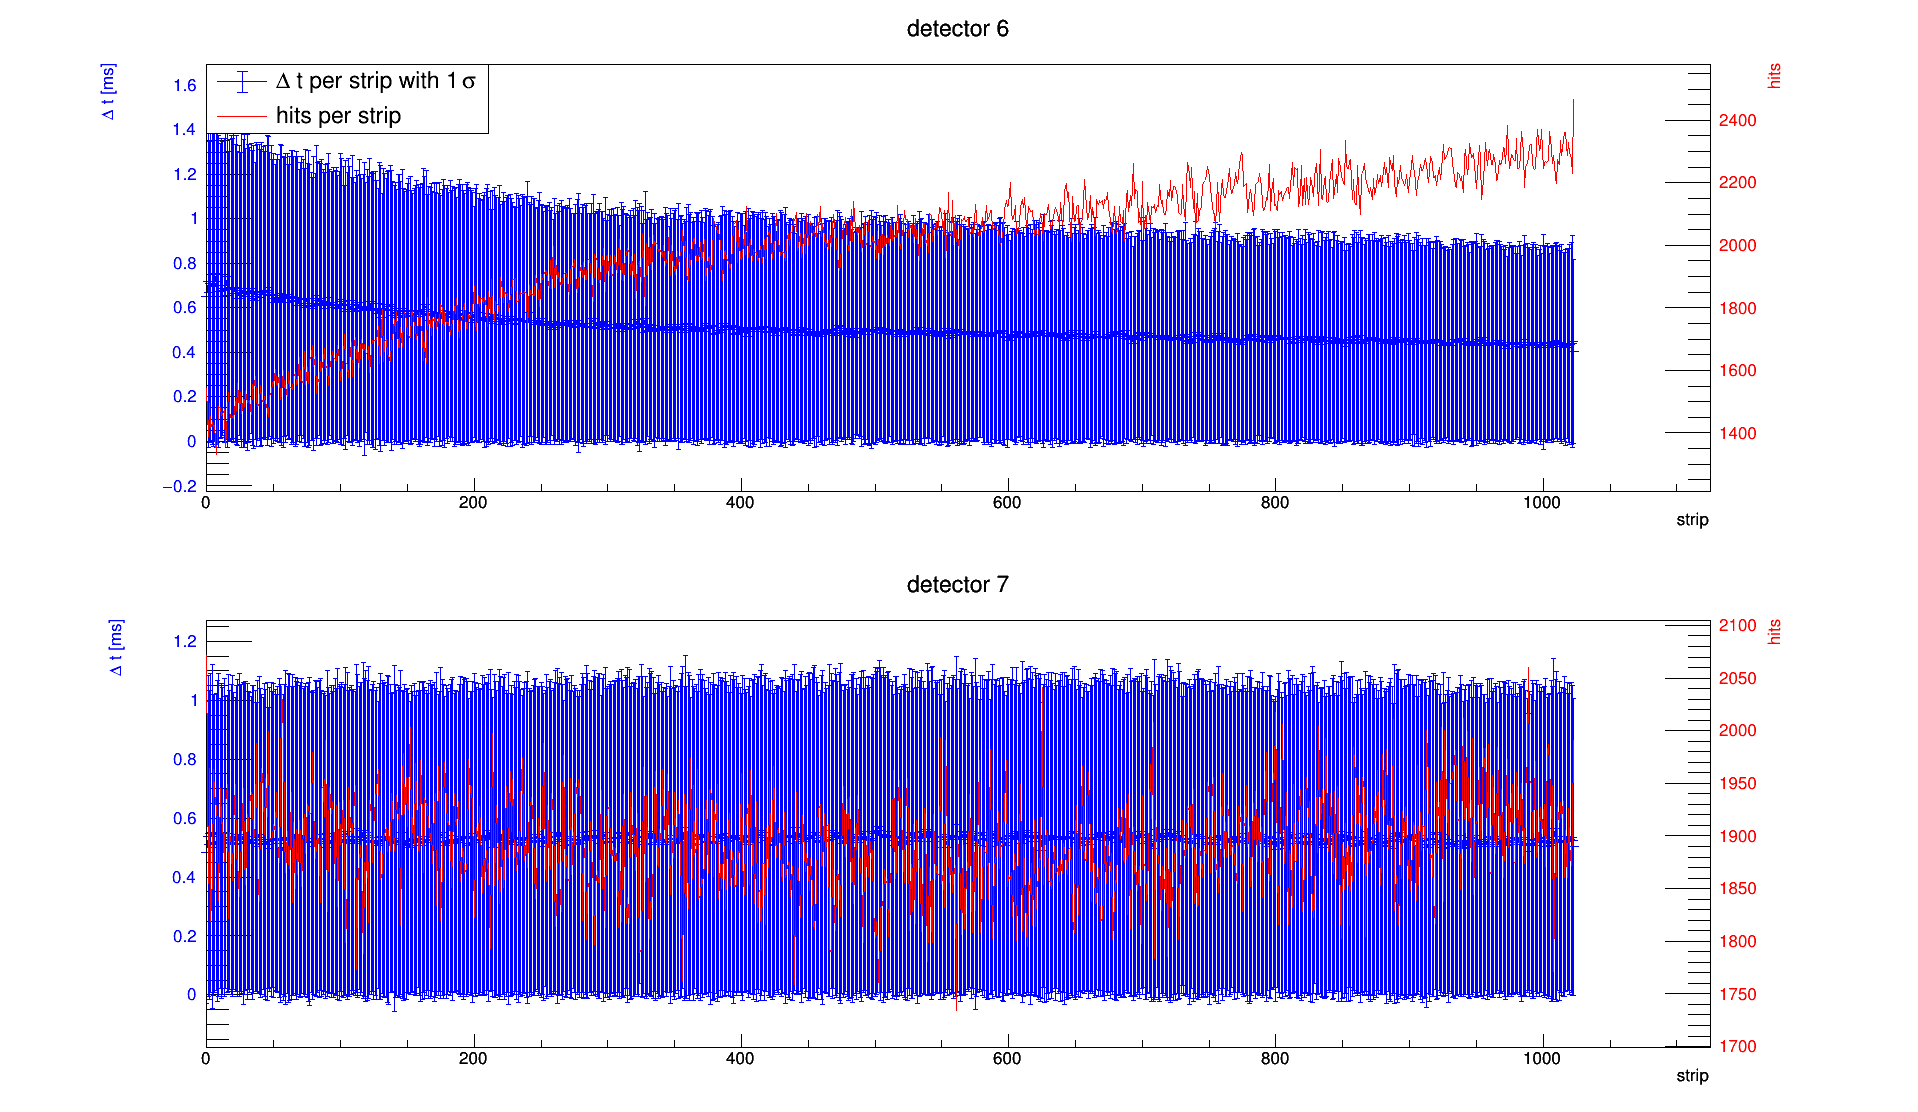 detector 6
Δ t [ms]
hits
Δ t per strip with 1 σ
hits per strip
1.6
1.4
1.2
1
0.8
0.6
0.4
0.2
0
−0.2
2400
2200
2000
1800
1600
1400
0 200 400 600 800 1000
strip
detector 7
Δ t [ms]
hits
1.2
1
0.8
0.6
0.4
0.2
0
2100
2050
2000
1950
1900
1850
1800
1750
1700
0 200 400 600 800 1000
strip